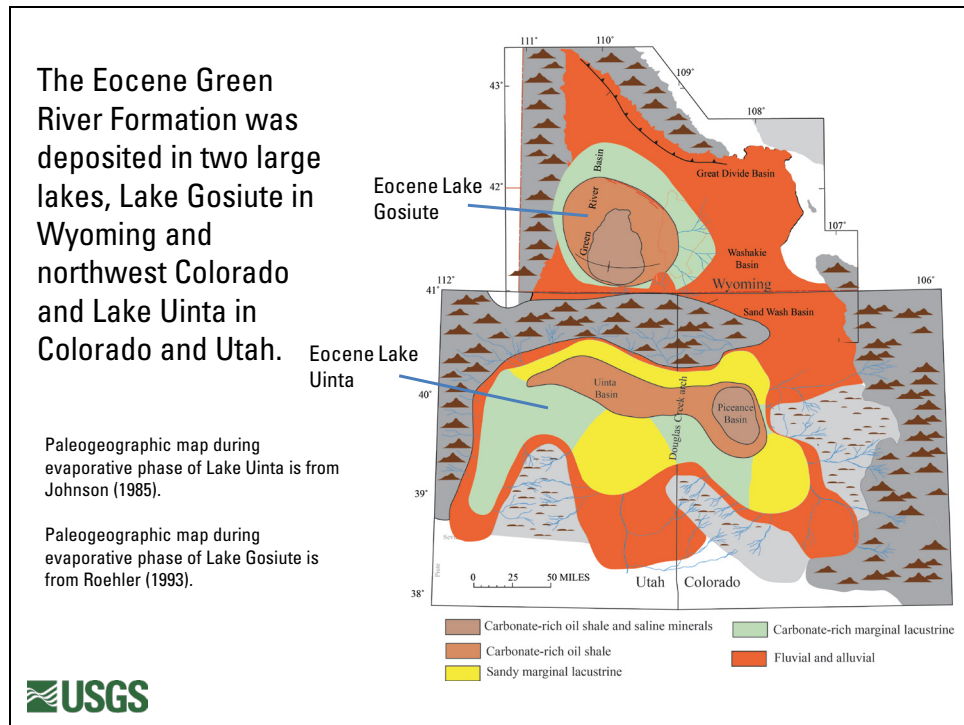 The Eocene Green
River Formation was
deposited in two large
lakes, Lake Gosiute in
Wyoming and
northwest Colorado
and Lake Uinta in
Colorado and Utah.
Paleogeographic map during
evaporative phase of Lake Uinta is from
Johnson (1985).
Paleogeographic map during
evaporative phase of Lake Gosiute is
from Roehler (1993).
USGS
Eocene Lake
Gosiute
Eocene Lake
Uinta
111°
110°
109°
43°
108°
Great Divide Basin
42°
Green River Basin
107°
Washakie
Basin
112°
Wyoming
106°
41°
Sand Wash Basin
40°
Uinta
Basin
Douglas Creek arch
Piceance
Basin
39°
0 25 50 MILES
Utah
Colorado
38°
Carbonate-rich oil shale and saline minerals
Carbonate-rich oil shale
Sandy marginal lacustrine
Carbonate-rich marginal lacustrine
Fluvial and alluvial